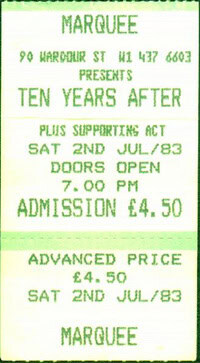 MARQUEE
90 WARDOUR ST W1 437 6603
PRESENTS
TEN YEARS AFTER
PLUS SUPPORTING ACT
SAT 2ND JUL/83
DOORS OPEN
7.00 PM
ADMISSION £4.50
ADVANCED PRICE
£4.50
SAT 2ND JUL/83
MARQUEE